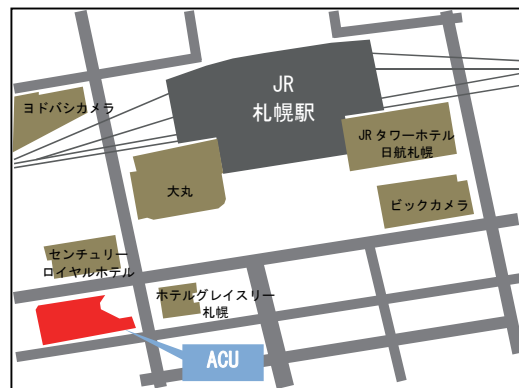 JR
札幌駅
ヨドバシカメラ
JRタワーホテル
日航札幌
大丸
ビックカメラ
センチュリー
ロイヤルホテル
ホテルグレイスリー
札幌
ACU